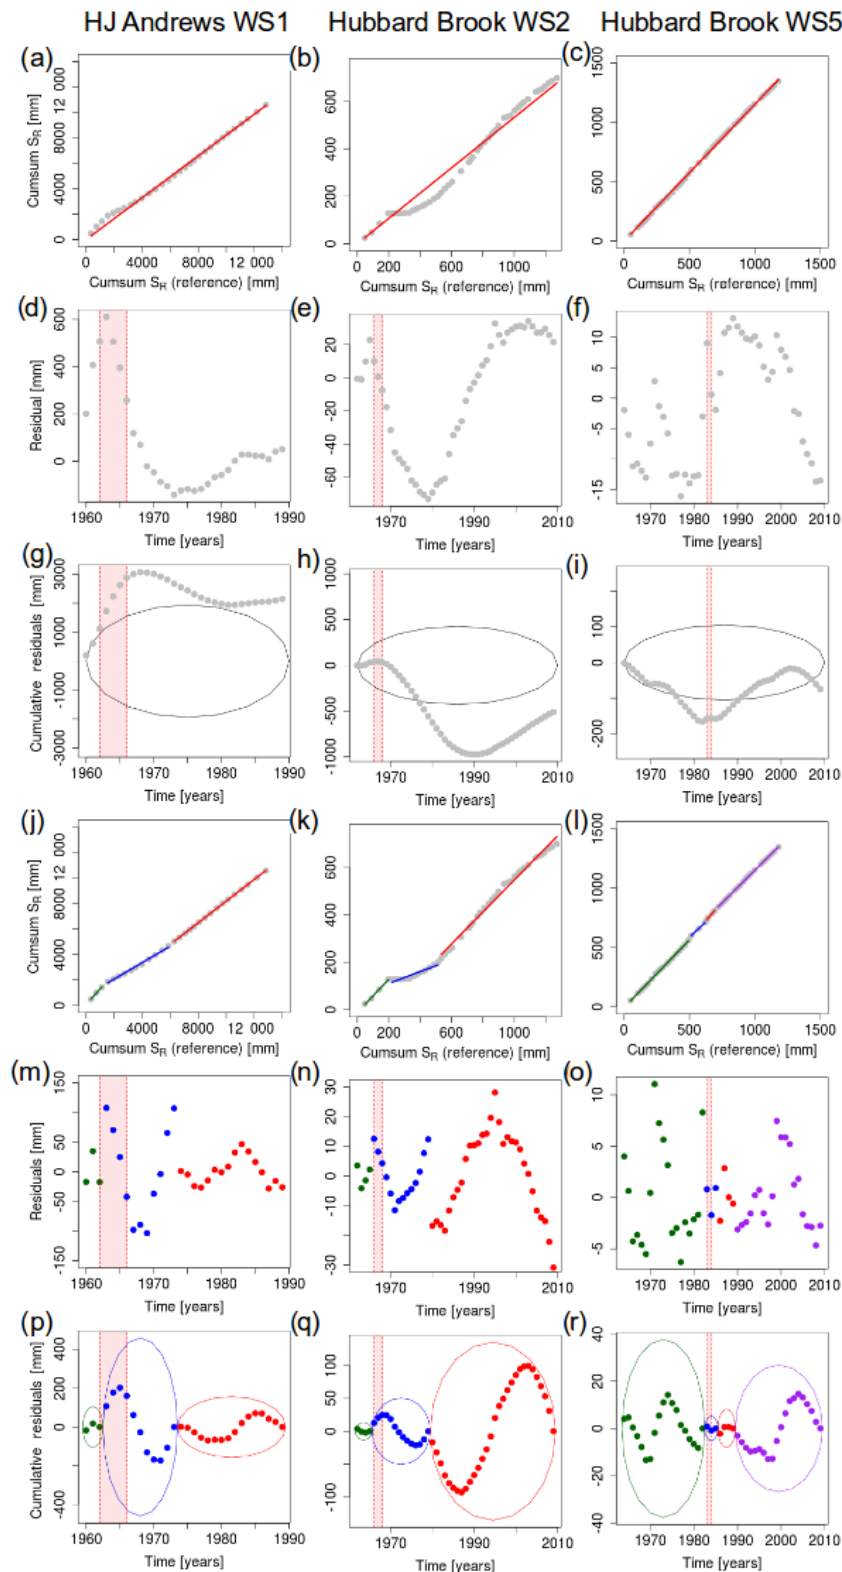 HJ Andrews WS1 Hubbard Brook WS2 Hubbard Brook WS5
(a) (b) (c)
Cumsum S_R [mm]
0 4000 8000 12 000
0 200 400 600
0 500 1000 1500
0 4000 8000 12 000
200 600 1000
0 500 1000 1500
Cumsum S_R (reference) [mm] Cumsum S_R (reference) [mm] Cumsum S_R (reference) [mm]
(d) (e) (f)
Residual [mm]
0 200 400 600
-60 -40 -20 0 20
-15 -5 0 5 10
1960 1970 1980 1990
1970 1990 2010
1970 1980 1990 2000 2010
Time [years] Time [years] Time [years]
(g) (h) (i)
Cumulative residuals [mm]
-3000 -1000 1000 3000
-1000 -500 0 500 1000
-200 0 100
1960 1970 1980 1990
1970 1990 2010
1970 1980 1990 2000 2010
Time [years] Time [years] Time [years]
(j) (k) (l)
Cumsum S_R [mm]
0 4000 8000 12 000
0 200 400 600
0 500 1000 1500
0 4000 8000 12 000
200 600 1000
0 500 1000 1500
Cumsum S_R (reference) [mm] Cumsum S_R (reference) [mm] Cumsum S_R (reference) [mm]
(m) (n) (o)
Residuals [mm]
-150 -50 0 50 150
-30 -10 0 10 20 30
-5 0 5 10
1960 1970 1980 1990
1970 1990 2010
1970 1980 1990 2000 2010
Time [years] Time [years] Time [years]
(p) (q) (r)
Cumulative residuals [mm]
-400 0 200 400
-100 0 50 100
-40 -20 0 20 40
1960 1970 1980 1990
1970 1990 2010
1970 1980 1990 2000 2010
Time [years] Time [years] Time [years]